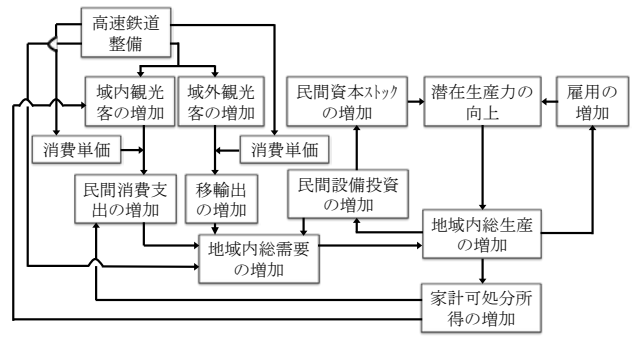 高速鉄道
整備
域内観光
客の増加
域外観光
客の増加
民間資本ストック
の増加
潜在生産力の
向上
雇用の
増加
消費単価
消費単価
民間消費支
出の増加
移輸出
の増加
民間設備投資
の増加
地域内総需要
の増加
地域内総生産
の増加
家計可処分所
得の増加